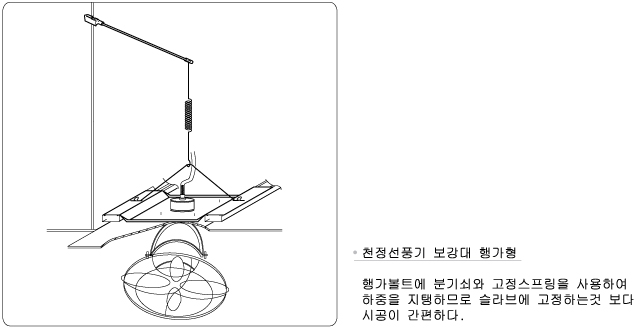 천정선풍기 보강대 행가형
행가볼트에 분기쇠와 고정스프링을 사용하여
하중을 지탱하므로 슬라브에 고정하는것 보다
시공이 간편하다.